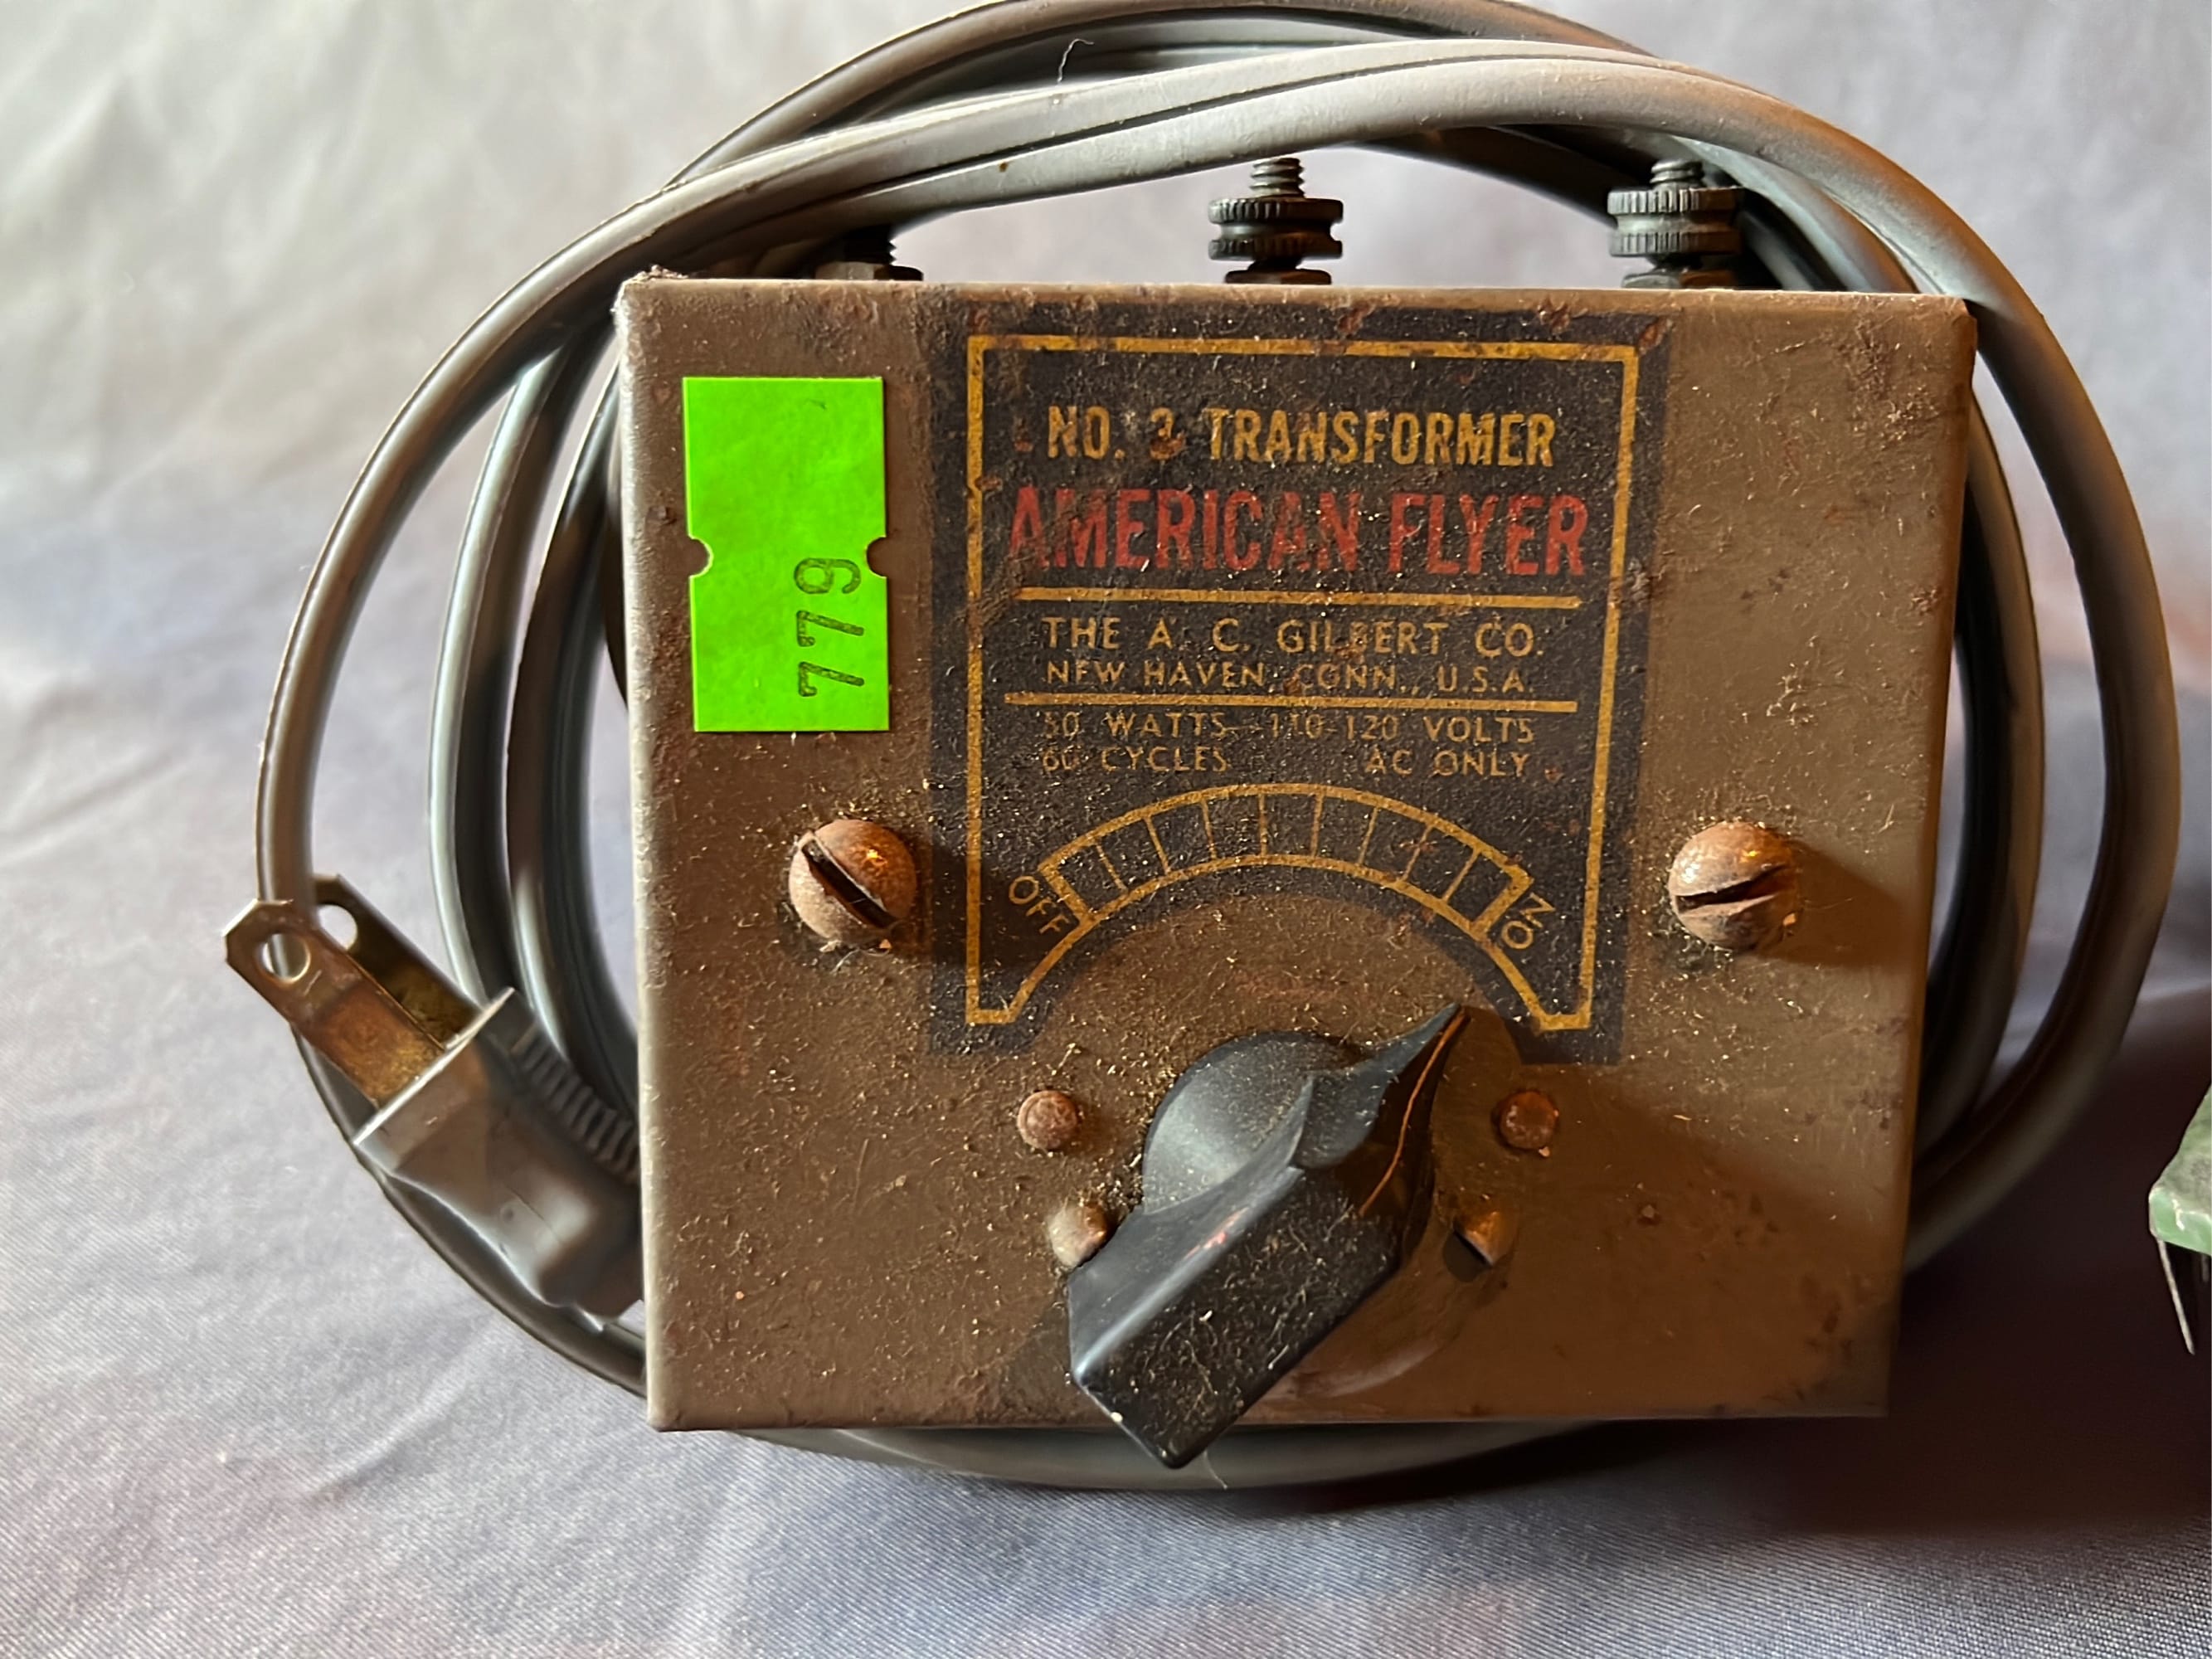 NO. 3 TRANSFORMER
AMERICAN FLYER
THE A. C. GILBERT CO.
NEW HAVEN, CONN., U.S.A.
50 WATTS—110-120 VOLTS
60 CYCLES AC ONLY
OFF
ON
779